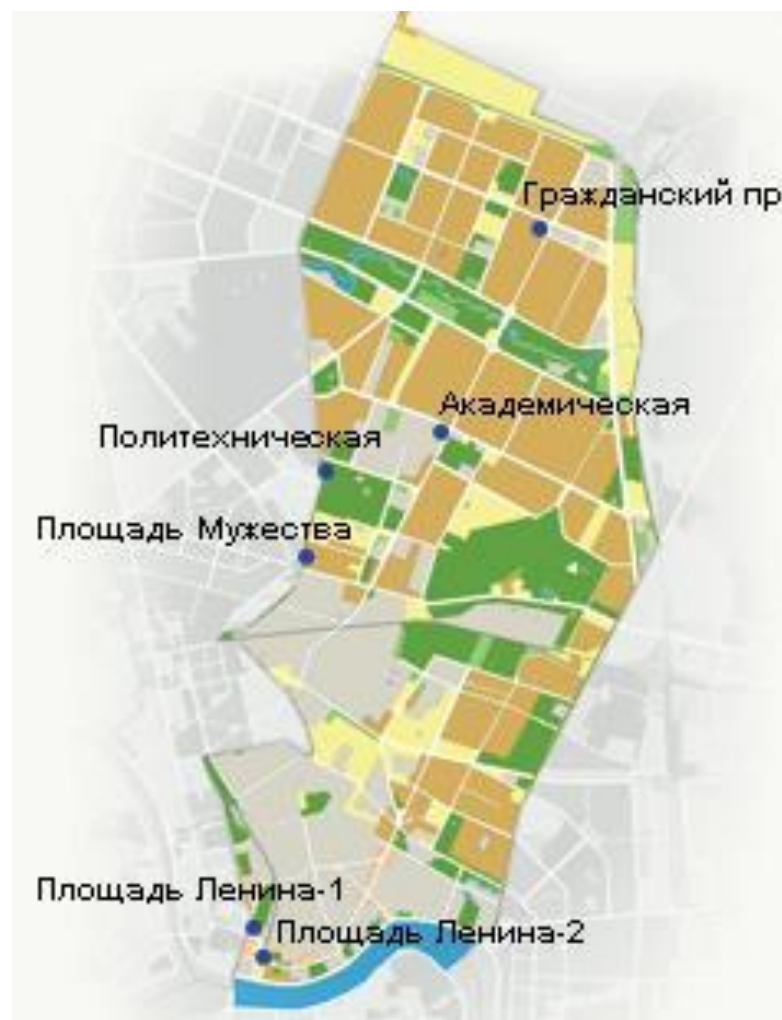 Гражданский пр
Академическая
Политехническая
Площадь Мужества
Площадь Ленина-1
Площадь Ленина-2